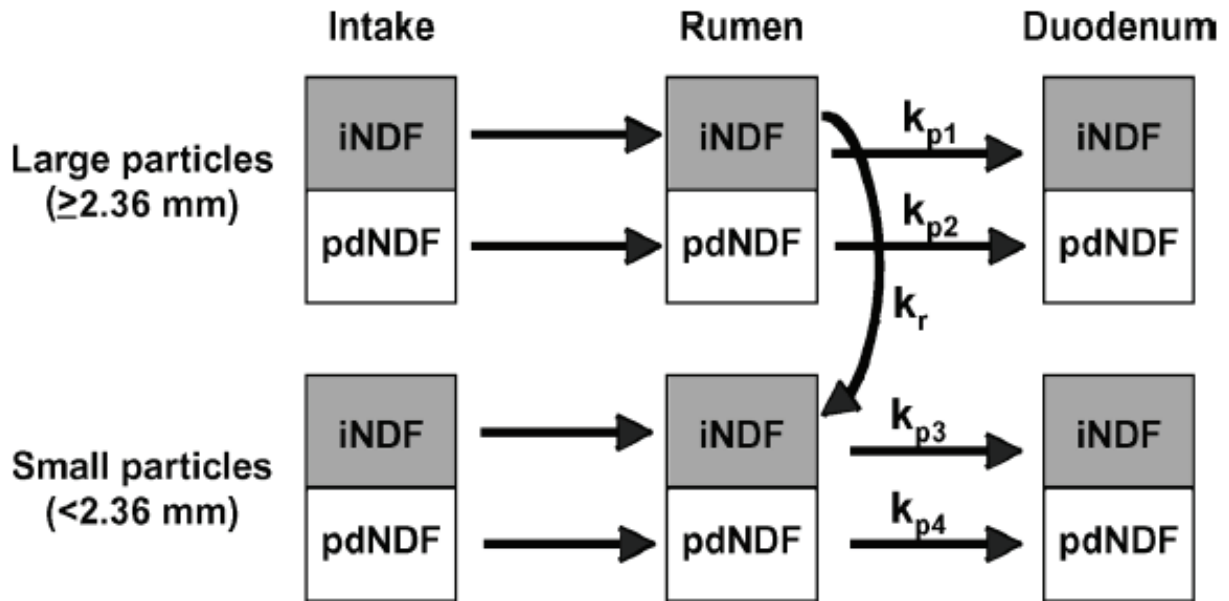 Intake Rumen Duodenum
Large particles
(≥2.36 mm)
iNDF iNDF kp1 iNDF
pdNDF pdNDF kp2 pdNDF
kr
Small particles
(<2.36 mm)
iNDF iNDF kp3 iNDF
pdNDF pdNDF kp4 pdNDF